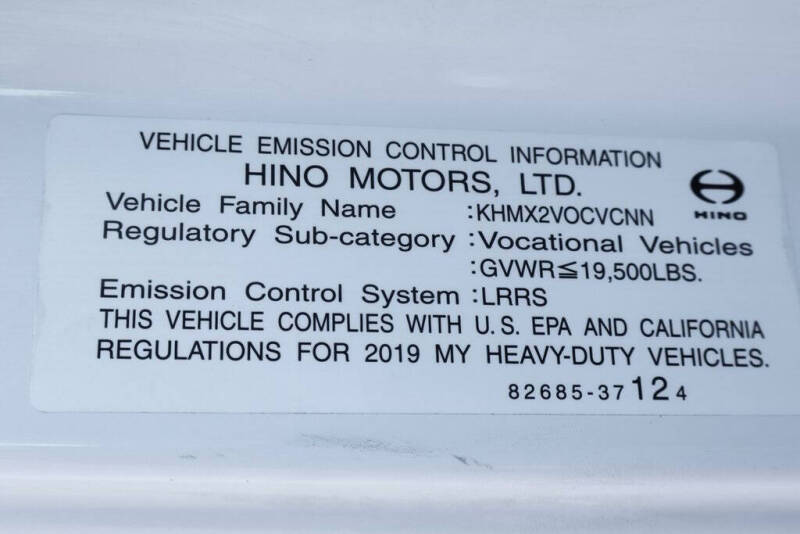 VEHICLE EMISSION CONTROL INFORMATION
HINO MOTORS, LTD.
HINO
Vehicle Family Name :KHMX2VOCVCNN
Regulatory Sub-category :Vocational Vehicles
:GVWR≦19,500LBS.
Emission Control System :LRRS
THIS VEHICLE COMPLIES WITH U.S. EPA AND CALIFORNIA
REGULATIONS FOR 2019 MY HEAVY-DUTY VEHICLES.
82685-37124